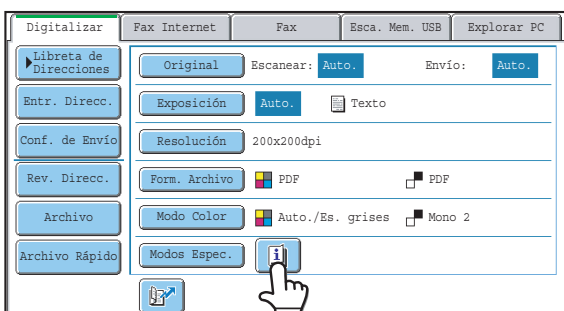 Digitalizar Fax Internet Fax Esca. Mem. USB Explorar PC
Libreta de
Direcciones
Original Escanear: Auto. Envío: Auto.
Entr. Direcc. Exposición Auto. Texto
Conf. de Envío Resolución 200x200dpi
Rev. Direcc. Form. Archivo PDF PDF
Archivo Modo Color Auto./Es. grises Mono 2
Archivo Rápido Modos Espec. i